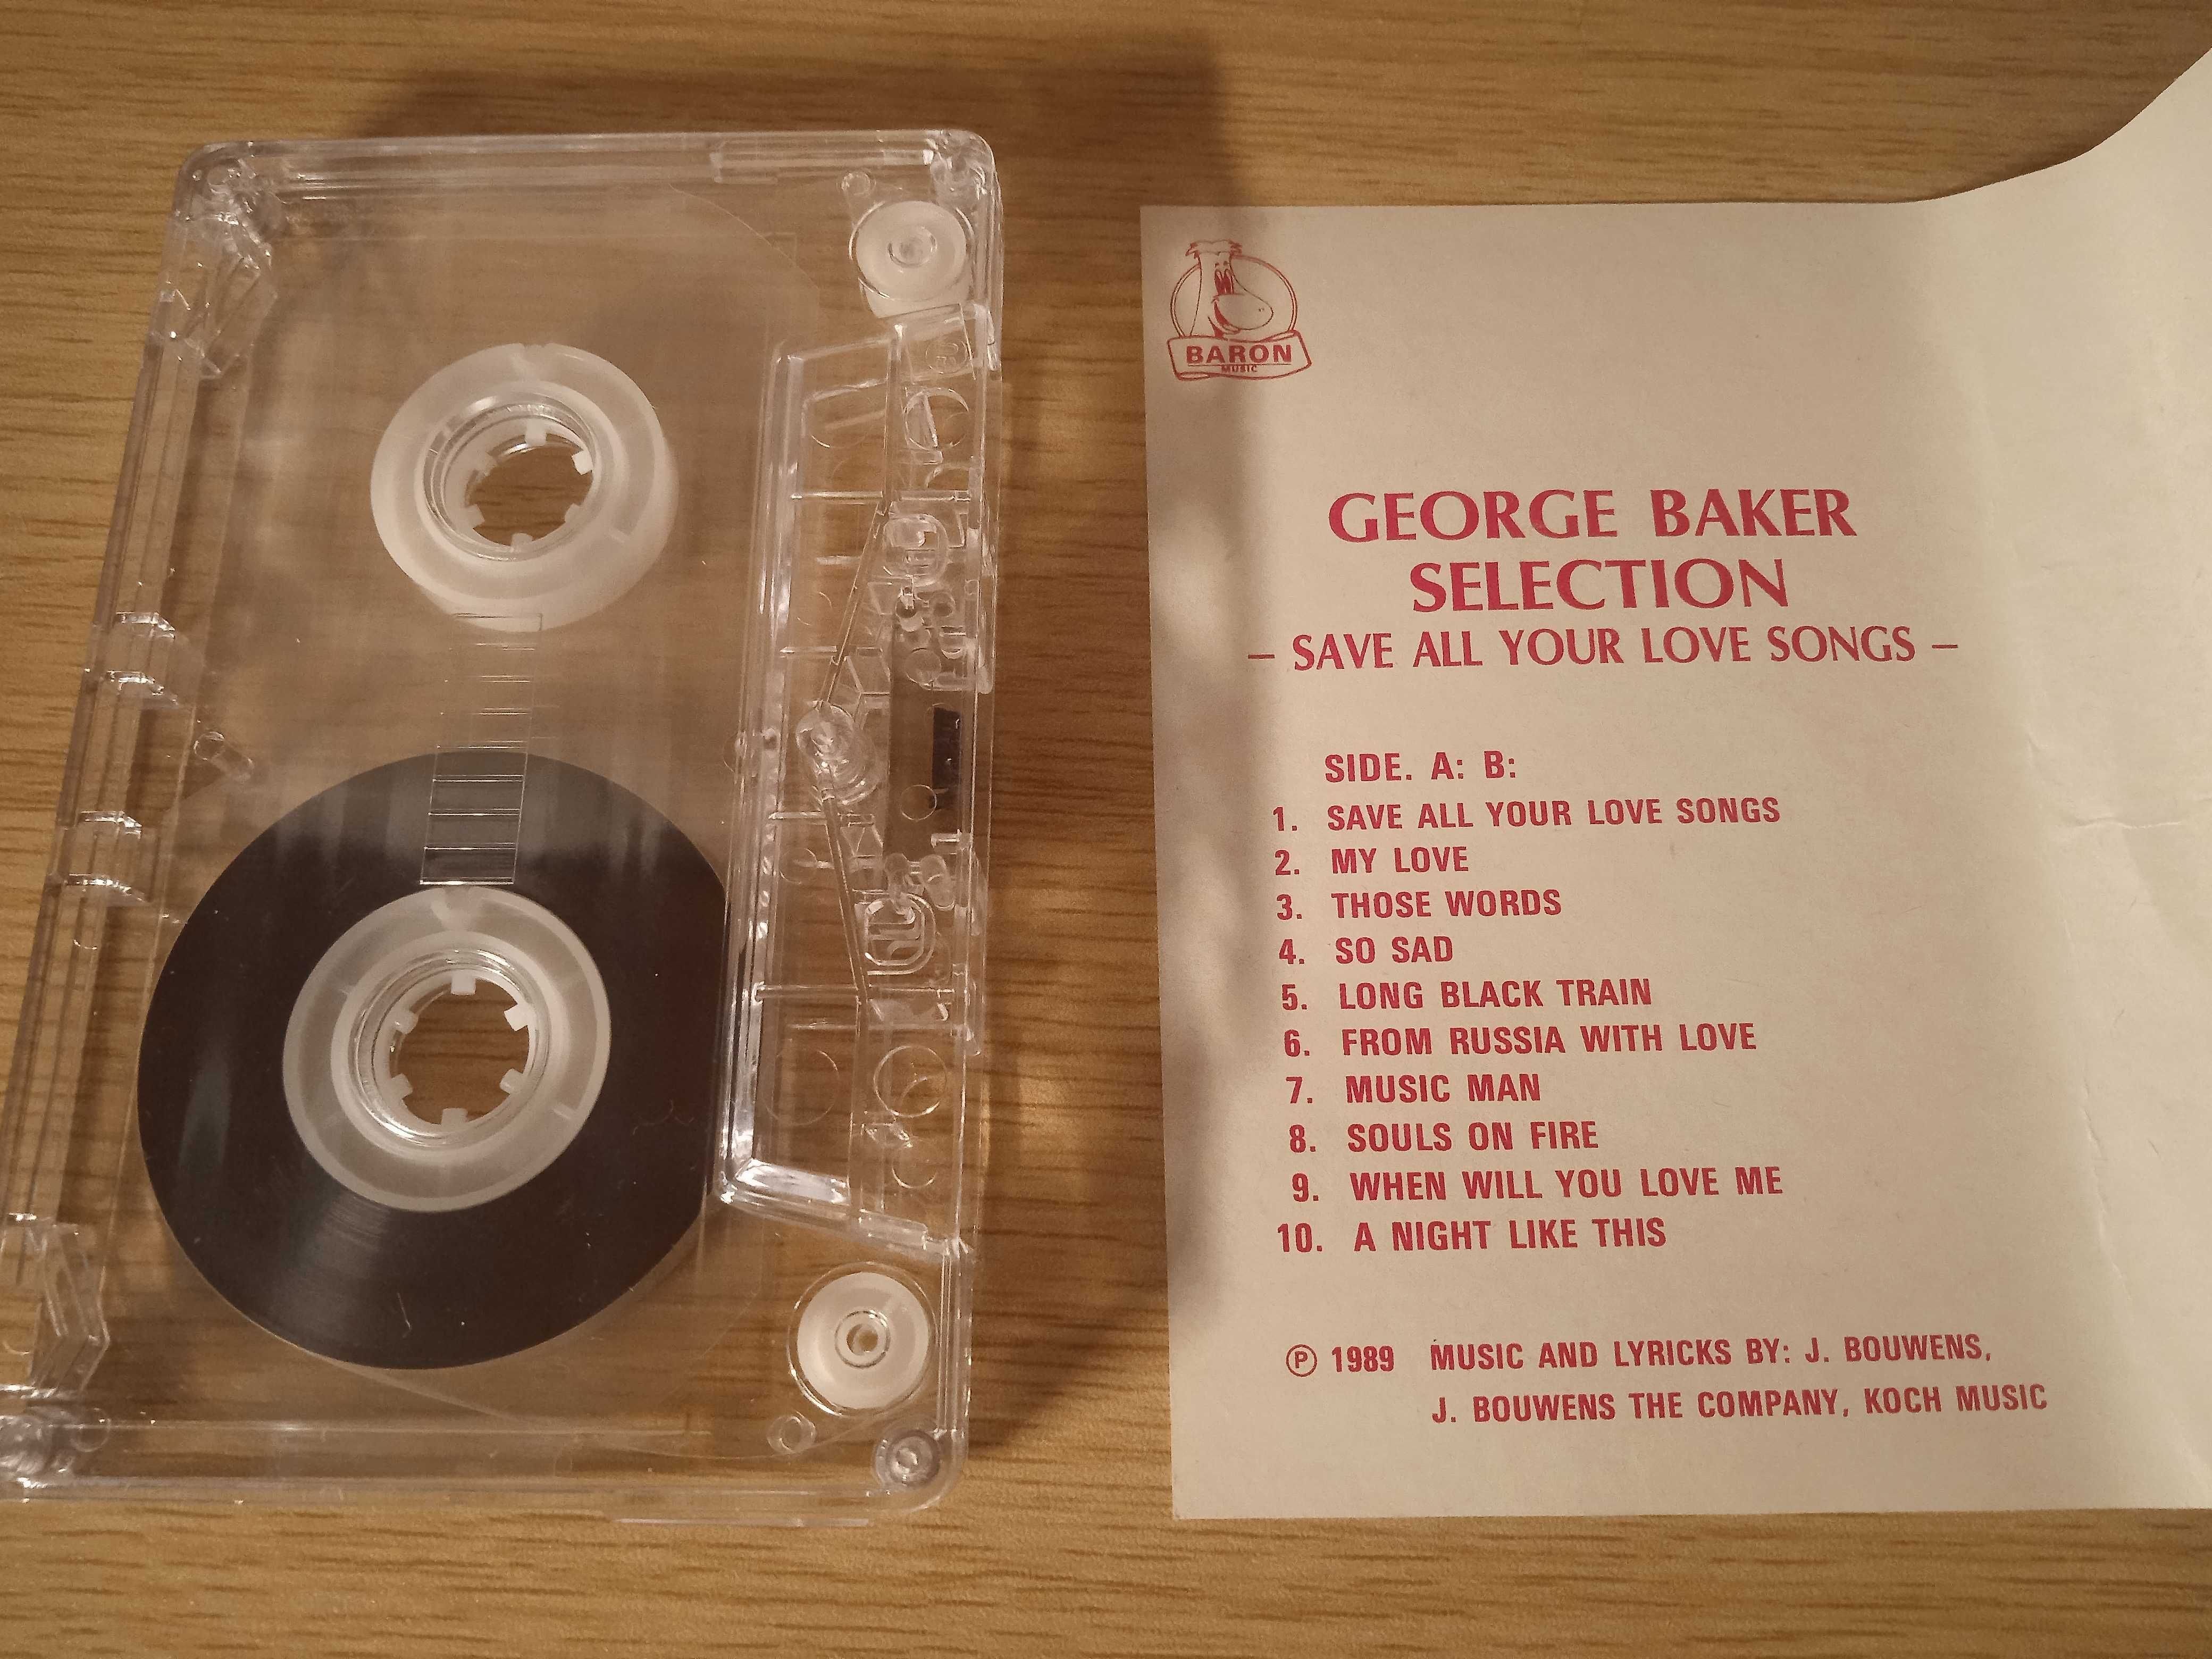 BARON
MUSIC
GEORGE BAKER
SELECTION
– SAVE ALL YOUR LOVE SONGS –
SIDE. A: B:
1. SAVE ALL YOUR LOVE SONGS
2. MY LOVE
3. THOSE WORDS
4. SO SAD
5. LONG BLACK TRAIN
6. FROM RUSSIA WITH LOVE
7. MUSIC MAN
8. SOULS ON FIRE
9. WHEN WILL YOU LOVE ME
10. A NIGHT LIKE THIS
Ⓟ 1989 MUSIC AND LYRICKS BY: J. BOUWENS,
J. BOUWENS THE COMPANY, KOCH MUSIC